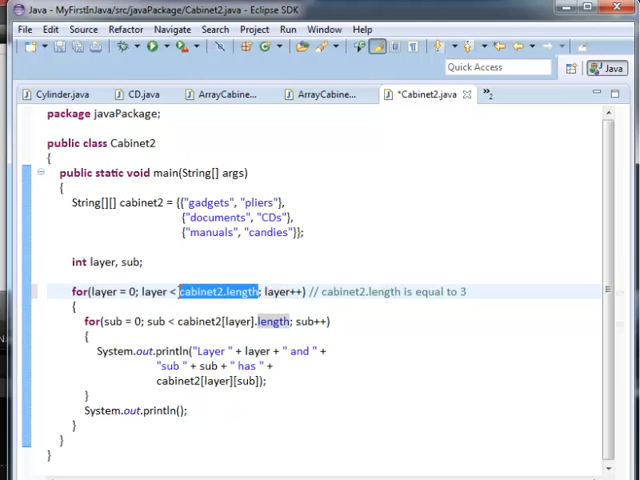 Java - MyFirstInJava/src/javaPackage/Cabinet2.java - Eclipse SDK
File Edit Source Refactor Navigate Search Project Run Window Help
Quick Access Java
Cylinder.java CD.java ArrayCabine... ArrayCabine... *Cabinet2.java »2
package javaPackage;
public class Cabinet2
{
public static void main(String[] args)
{
String[][] cabinet2 = {{"gadgets", "pliers"},
{"documents", "CDs"},
{"manuals", "candies"}};
int layer, sub;
for(layer = 0; layer < cabinet2.length; layer++) // cabinet2.length is equal to 3
{
for(sub = 0; sub < cabinet2[layer].length; sub++)
{
System.out.println("Layer " + layer + " and " +
"sub " + sub + " has " +
cabinet2[layer][sub]);
}
System.out.println();
}
}
}